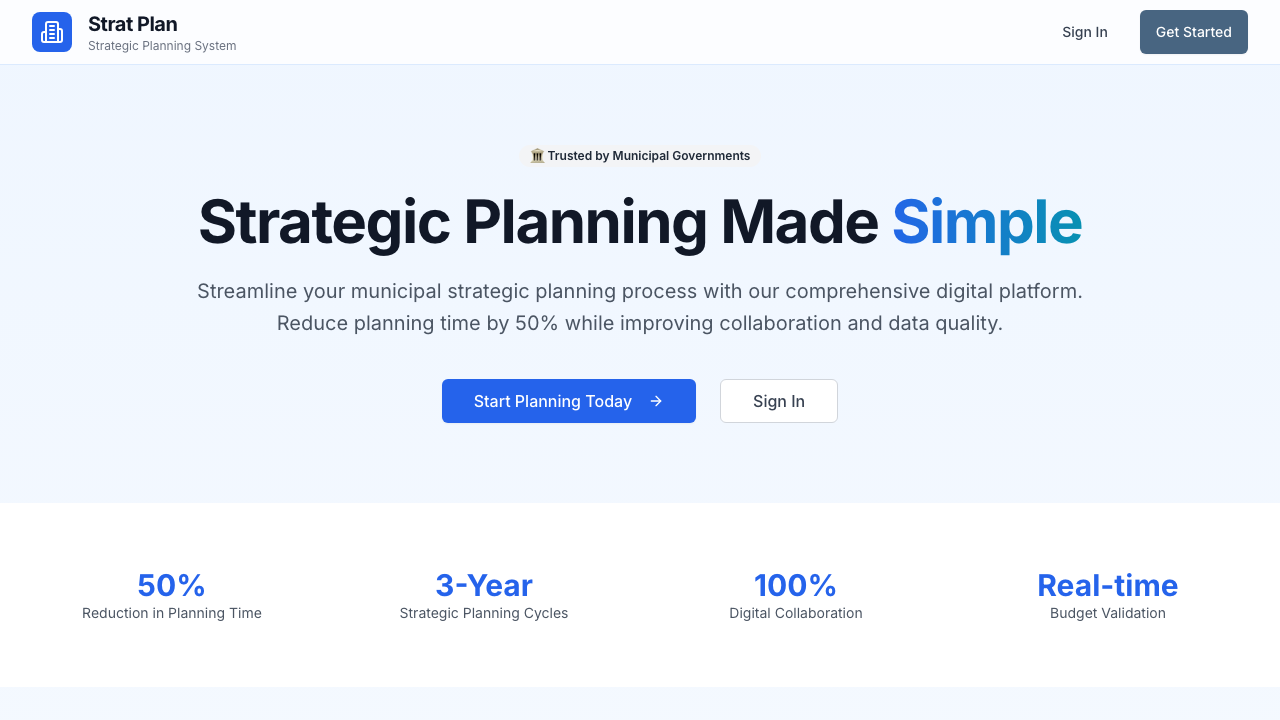 Strat Plan
Strategic Planning System
Sign In
Get Started
🏛️ Trusted by Municipal Governments
Strategic Planning Made Simple
Streamline your municipal strategic planning process with our comprehensive digital platform.
Reduce planning time by 50% while improving collaboration and data quality.
Start Planning Today →
Sign In
50%
Reduction in Planning Time
3-Year
Strategic Planning Cycles
100%
Digital Collaboration
Real-time
Budget Validation